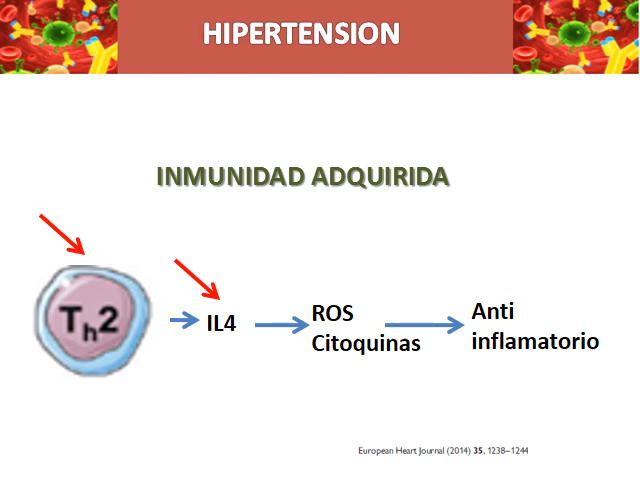 HIPERTENSION
INMUNIDAD ADQUIRIDA
Th2
IL4
ROS
Citoquinas
Anti
inflamatorio
European Heart Journal (2014) 35, 1238–1244